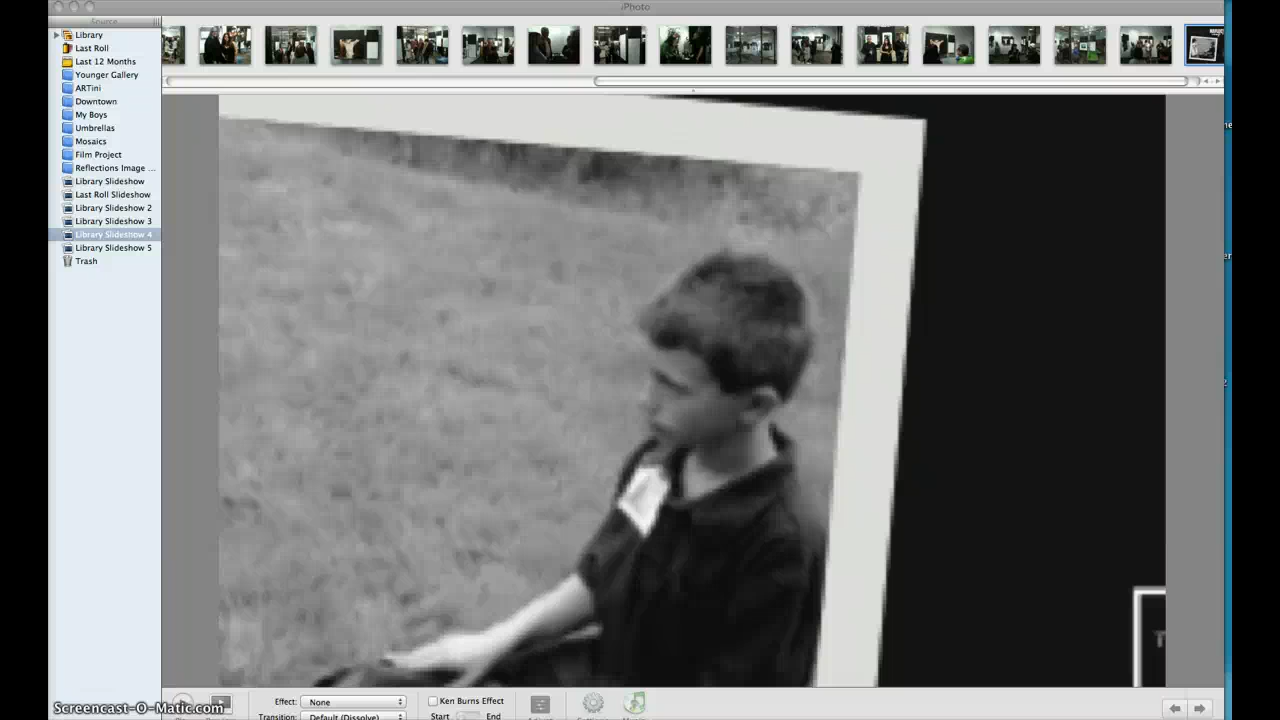 iPhoto
Source
Library
Last Roll
Last 12 Months
Younger Gallery
ARTini
Downtown
My Boys
Umbrellas
Mosaics
Film Project
Reflections Image ...
Library Slideshow
Last Roll Slideshow
Library Slideshow 2
Library Slideshow 3
Library Slideshow 4
Library Slideshow 5
Trash
Effect: None
Ken Burns Effect
Transition: Default (Dissolve)
Start End
Screencast-O-Matic.com